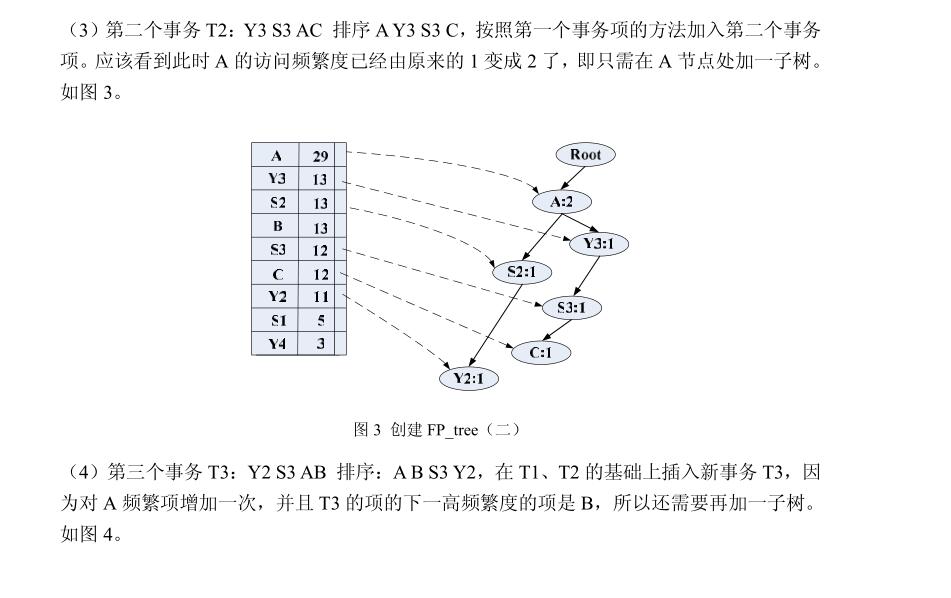 （3）第二个事务 T2：Y3 S3 AC 排序 A Y3 S3 C，按照第一个事务项的方法加入第二个事务
项。应该看到此时 A 的访问频繁度已经由原来的 1 变成 2 了，即只需在 A 节点处加一子树。
如图 3。
A 29
Y3 13
S2 13
B 13
S3 12
C 12
Y2 11
S1 5
Y4 3
Root
A:2
Y3:1
S2:1
S3:1
C:1
Y2:1
图 3 创建 FP_tree（二）
（4）第三个事务 T3：Y2 S3 AB 排序：A B S3 Y2，在 T1、T2 的基础上插入新事务 T3，因
为对 A 频繁项增加一次，并且 T3 的项的下一高频繁度的项是 B，所以还需要再加一子树。
如图 4。